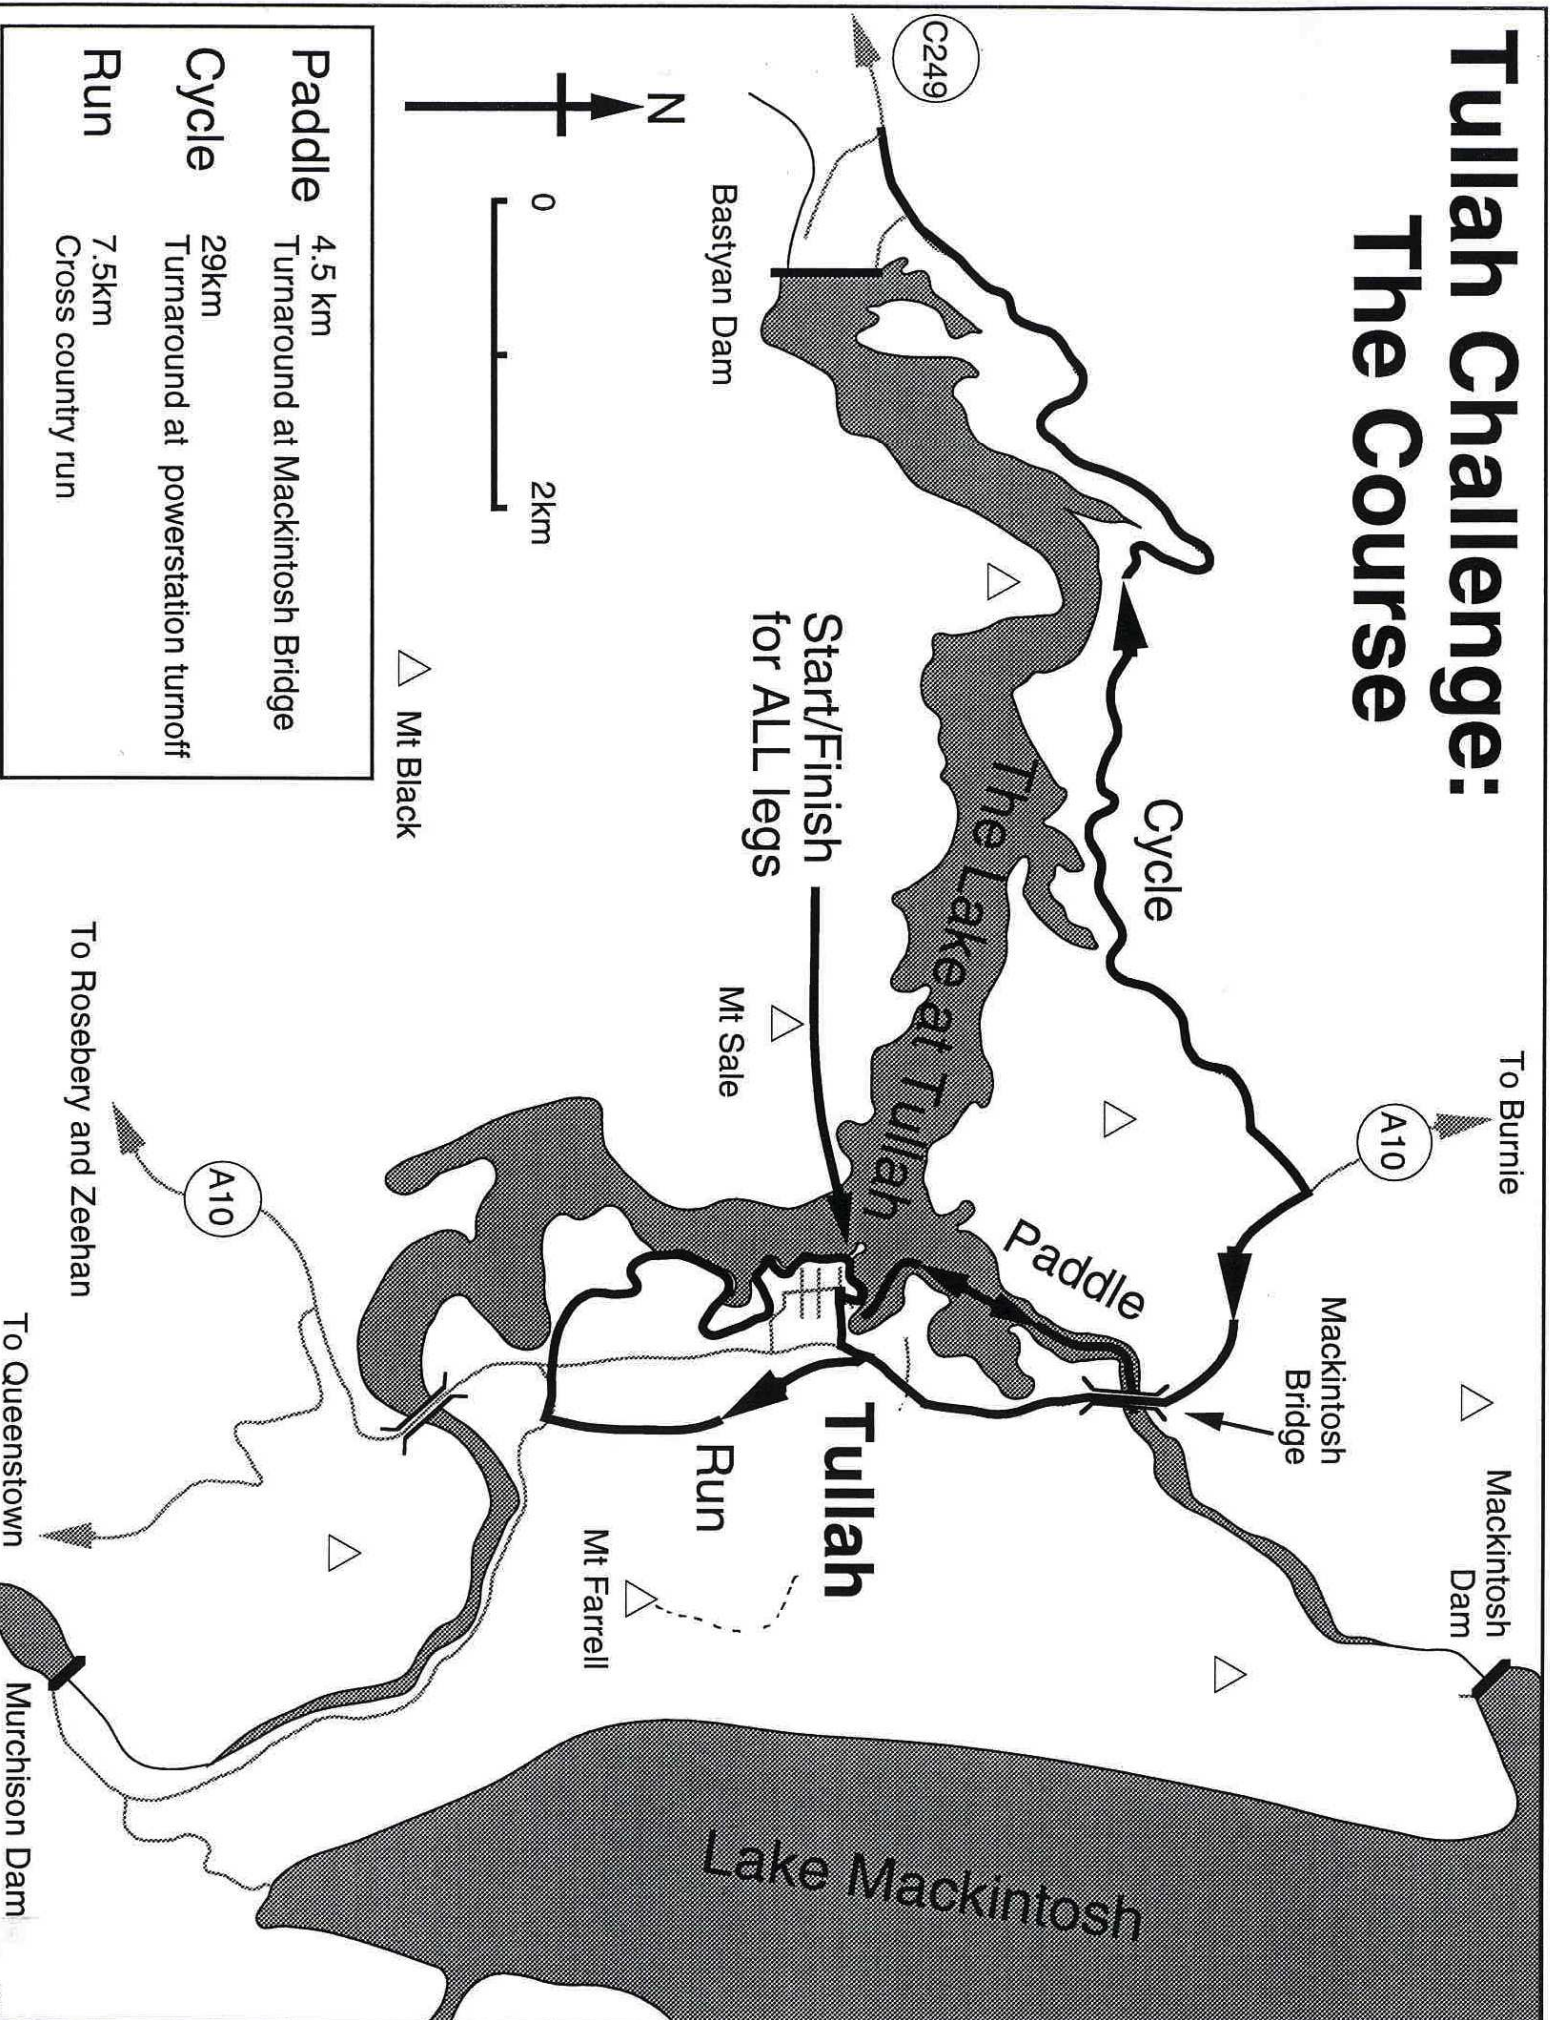 Tullah Challenge:
The Course
C249
N
0
2km
Bastyan Dam
Paddle 4.5 km
Turnaround at Mackintosh Bridge
Cycle 29km
Turnaround at powerstation turnoff
Run 7.5km
Cross country run
Mt Black
Start/Finish
for ALL legs
The Lake at Tullah
Cycle
Mt Sale
To Burnie
A10
Paddle
Mackintosh
Bridge
Mackintosh
Dam
Tullah
Run
Mt Farrell
A10
To Rosebery and Zeehan
To Queenstown
Murchison Dam
Lake Mackintosh